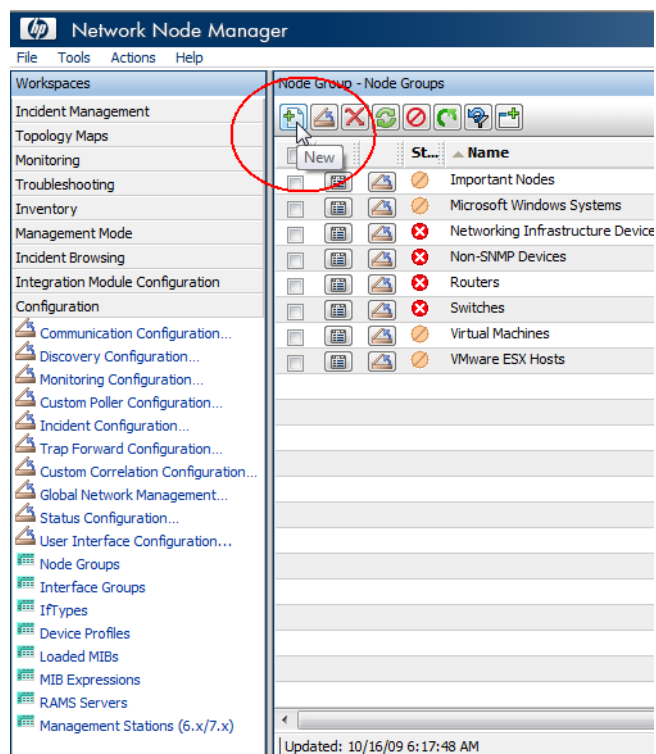 hp Network Node Manager
File Tools Actions Help
Workspaces
Incident Management
Topology Maps
Monitoring
Troubleshooting
Inventory
Management Mode
Incident Browsing
Integration Module Configuration
Configuration
Communication Configuration...
Discovery Configuration...
Monitoring Configuration...
Custom Poller Configuration...
Incident Configuration...
Trap Forward Configuration...
Custom Correlation Configuration...
Global Network Management...
Status Configuration...
User Interface Configuration...
Node Groups
Interface Groups
IfTypes
Device Profiles
Loaded MIBs
MIB Expressions
RAMS Servers
Management Stations (6.x/7.x)
Node Group - Node Groups
New
St... Name
Important Nodes
Microsoft Windows Systems
Networking Infrastructure Device
Non-SNMP Devices
Routers
Switches
Virtual Machines
VMware ESX Hosts
Updated: 10/16/09 6:17:48 AM